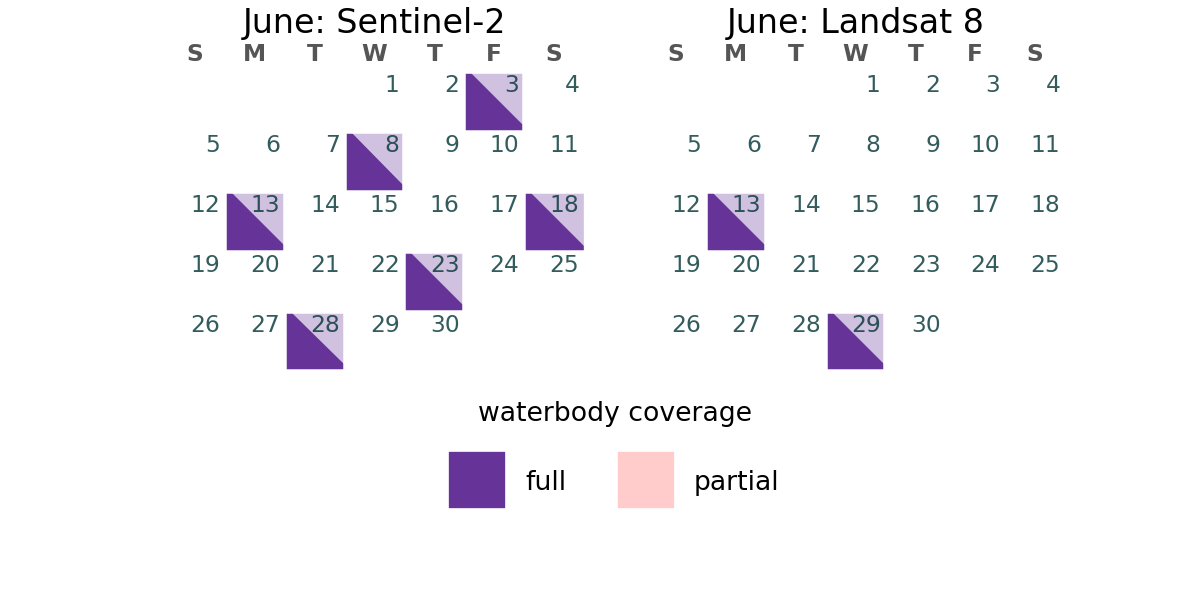 June: Sentinel-2
S M T W T F S
1 2 3 4
5 6 7 8 9 10 11
12 13 14 15 16 17 18
19 20 21 22 23 24 25
26 27 28 29 30
June: Landsat 8
S M T W T F S
1 2 3 4
5 6 7 8 9 10 11
12 13 14 15 16 17 18
19 20 21 22 23 24 25
26 27 28 29 30
waterbody coverage
full partial